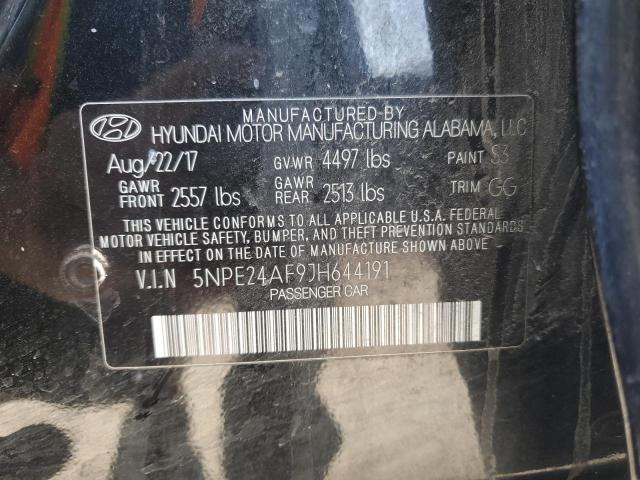 MANUFACTURED BY
HYUNDAI MOTOR MANUFACTURING ALABAMA, LLC
Aug/22/17 GVWR 4497 lbs PAINT S3
GAWR FRONT 2557 lbs GAWR REAR 2513 lbs TRIM GG
THIS VEHICLE CONFORMS TO ALL APPLICABLE U.S.A. FEDERAL
MOTOR VEHICLE SAFETY, BUMPER, AND THEFT PREVENTION STANDARDS
IN EFFECT ON THE DATE OF MANUFACTURE SHOWN ABOVE
V.I.N 5NPE24AF9JH644191
PASSENGER CAR